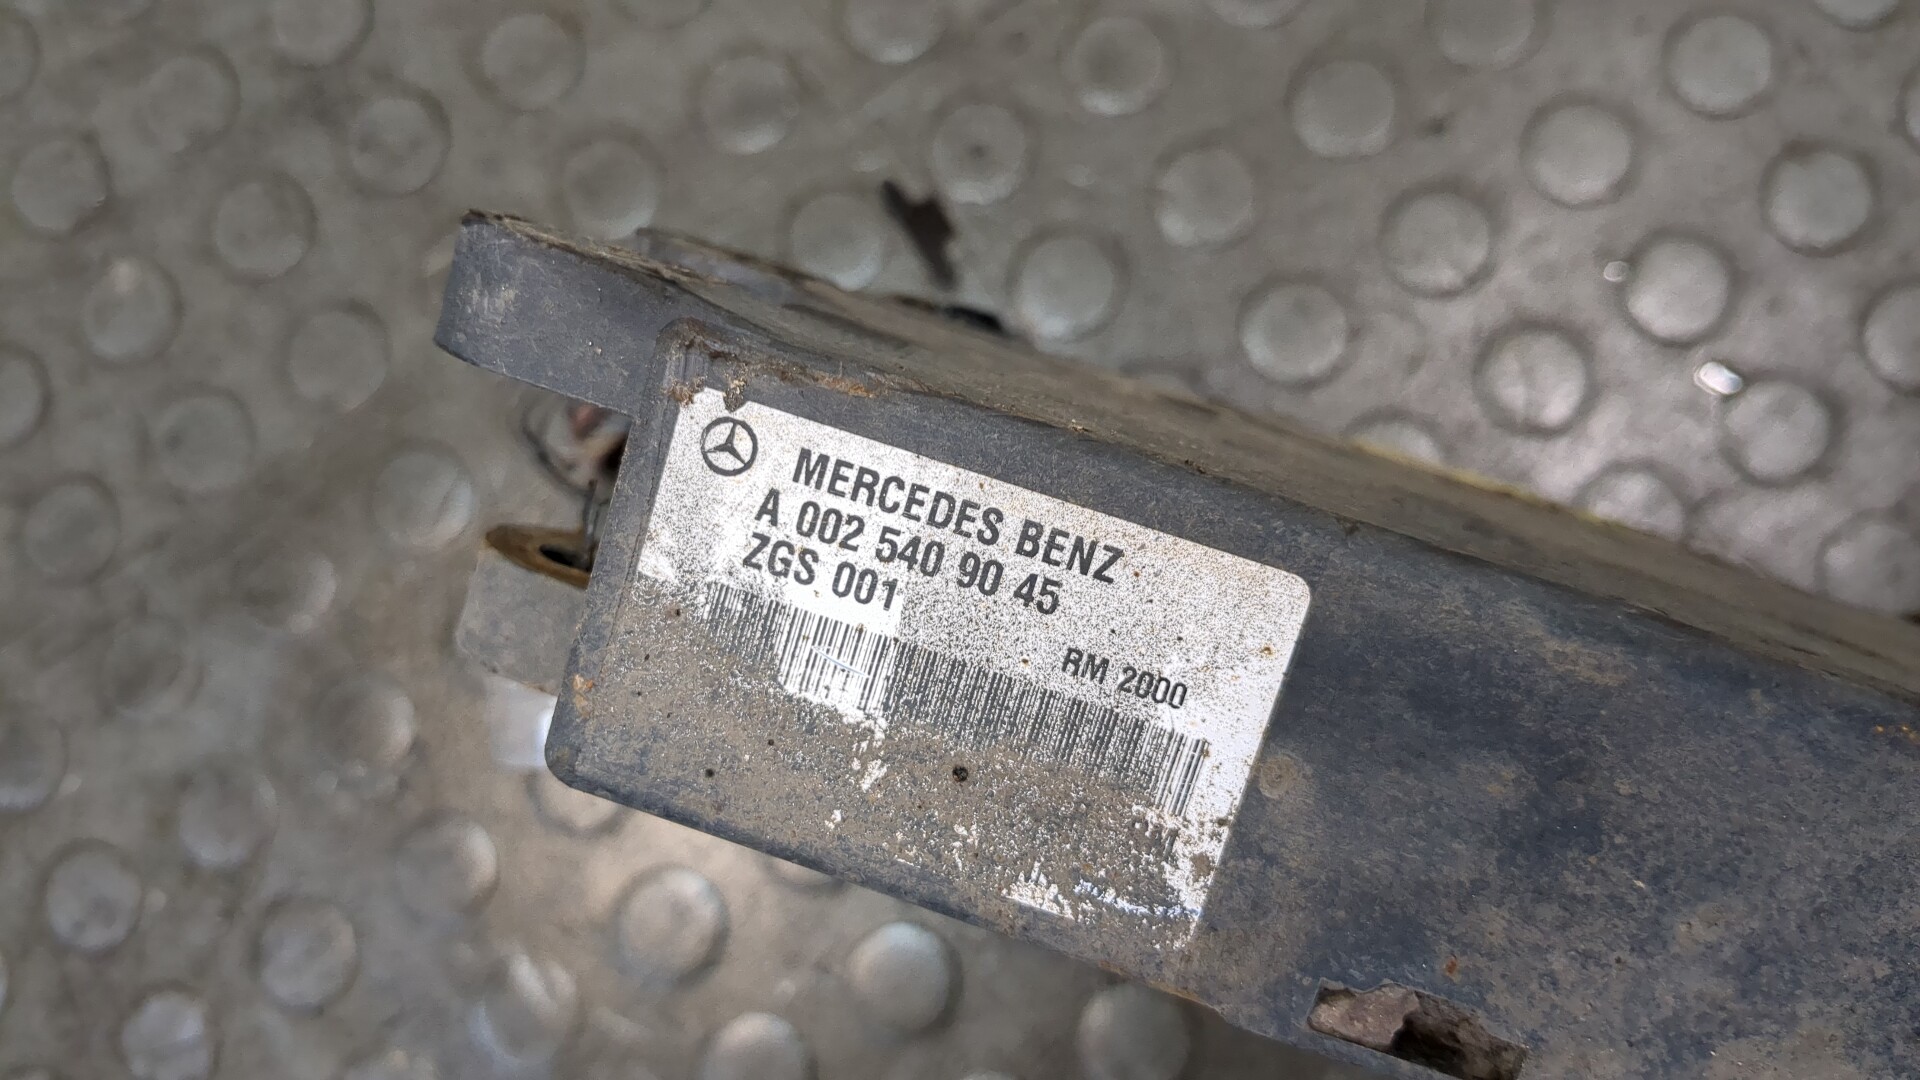 MERCEDES BENZ
A 002 540 90 45
ZGS 001
RM 2000